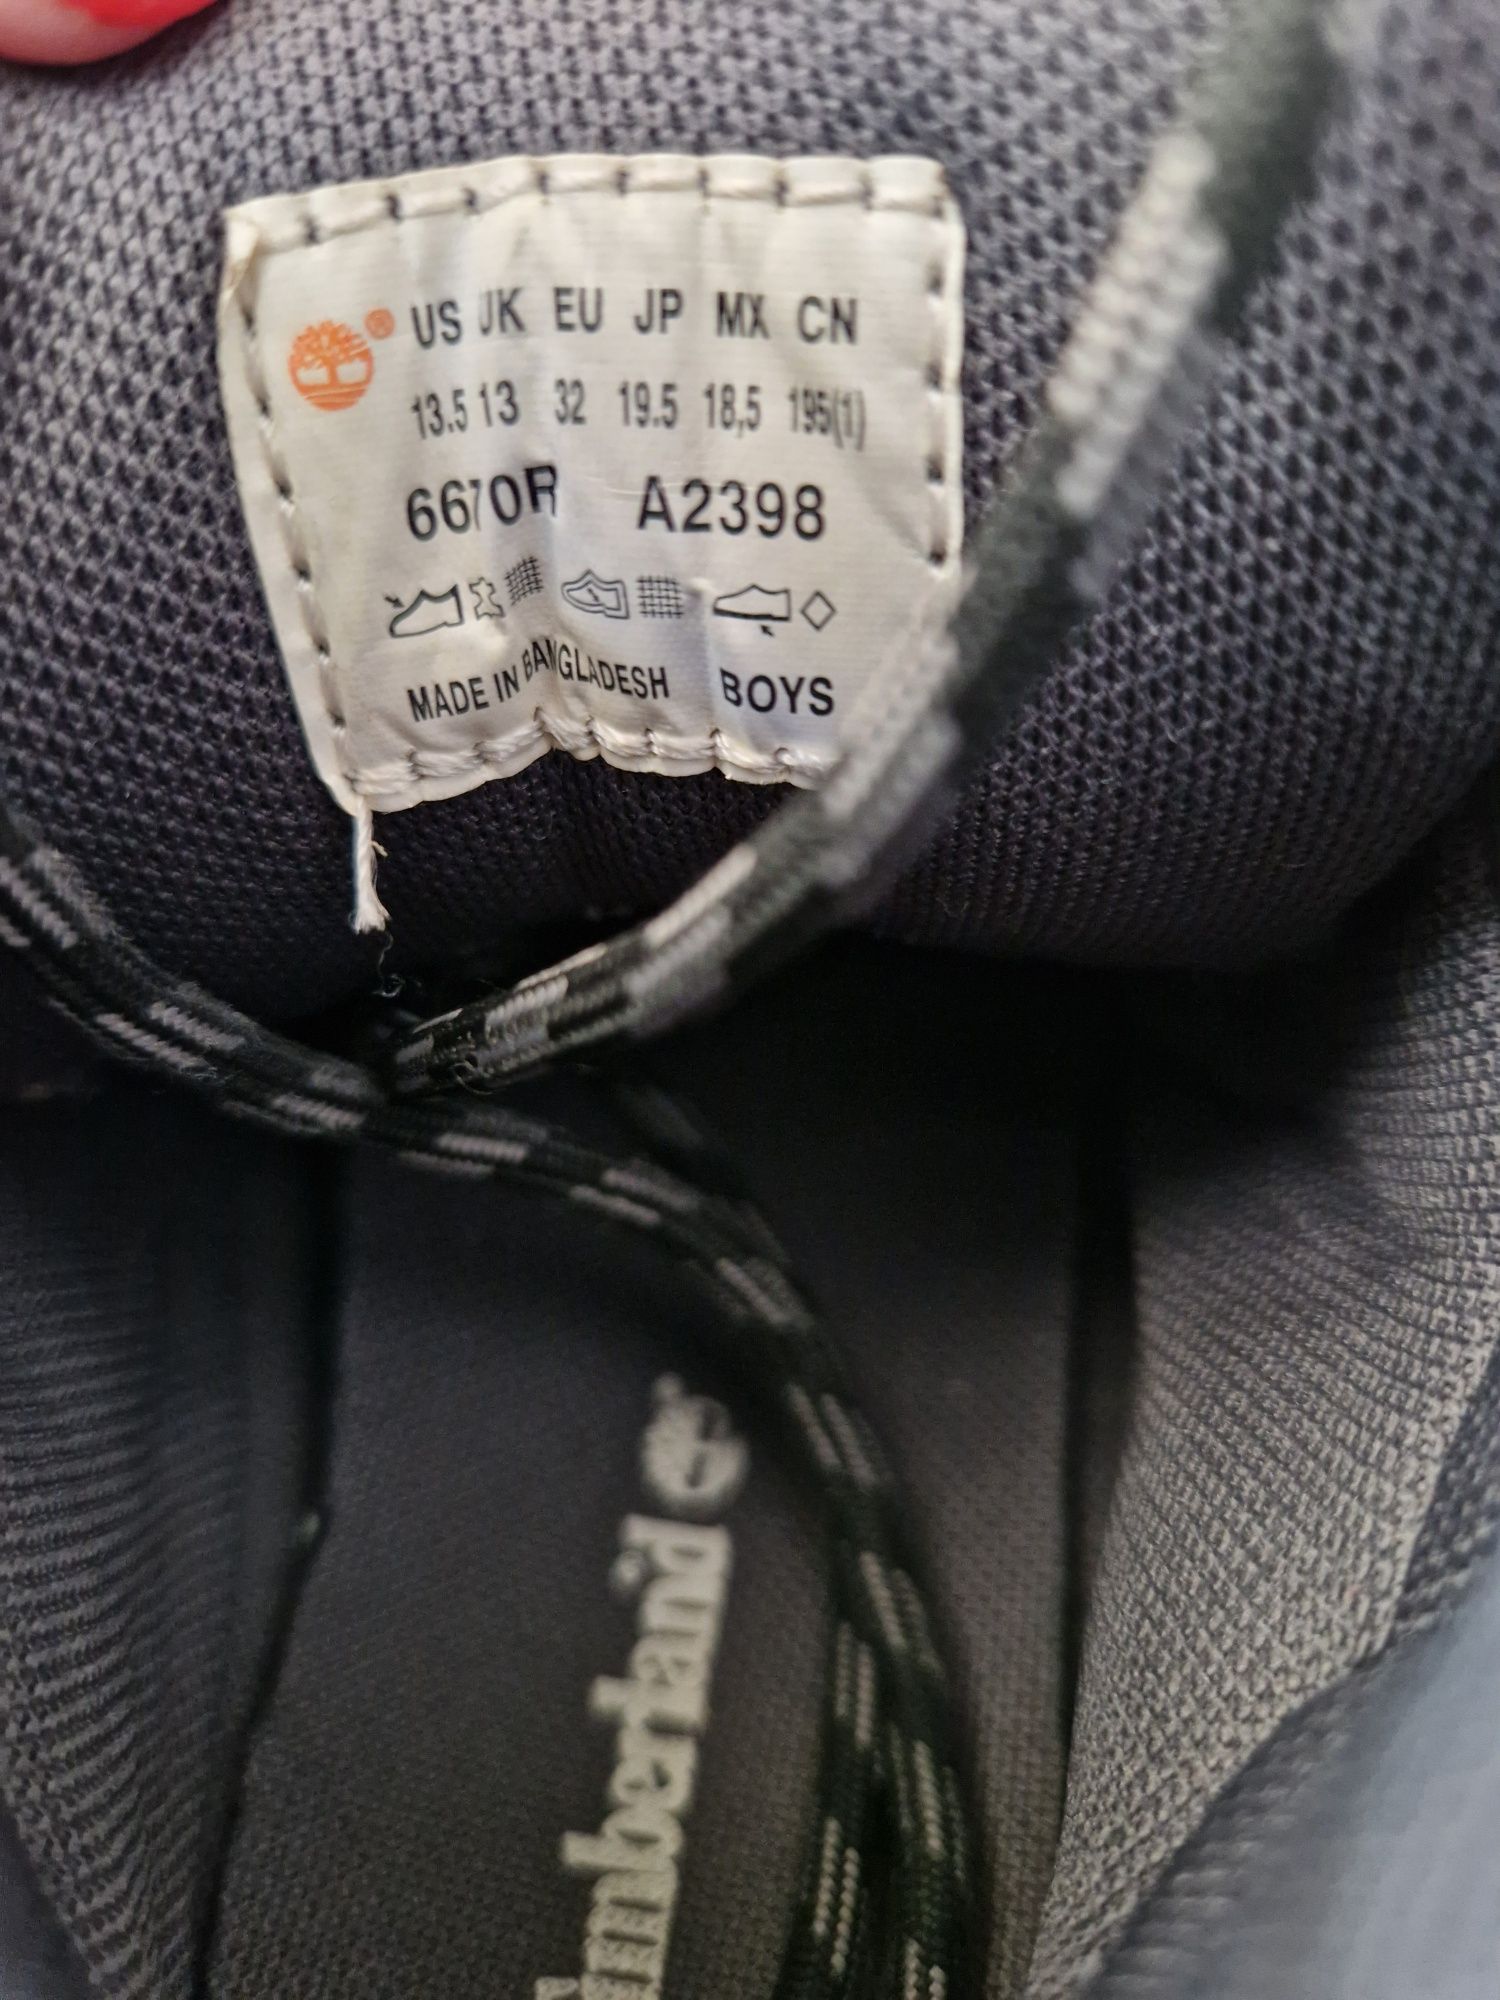 ® US UK EU JP MX CN
13.5 13 32 19.5 18,5 195(1)
6670R A2398
MADE IN BANGLADESH BOYS
Timberland